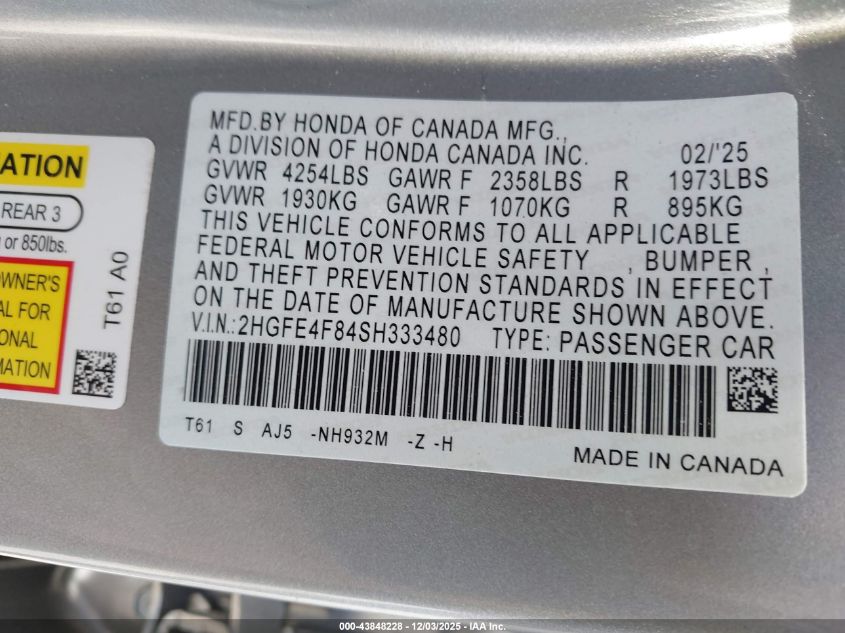 ATION
REAR 3
or 850lbs.
OWNER'S
AL FOR
ONAL
MATION
T61 A0
MFD.BY HONDA OF CANADA MFG.,
A DIVISION OF HONDA CANADA INC. 02/'25
GVWR 4254LBS GAWR F 2358LBS R 1973LBS
GVWR 1930KG GAWR F 1070KG R 895KG
THIS VEHICLE CONFORMS TO ALL APPLICABLE
FEDERAL MOTOR VEHICLE SAFETY , BUMPER ,
AND THEFT PREVENTION STANDARDS IN EFFECT
ON THE DATE OF MANUFACTURE SHOWN ABOVE.
V.I.N.:2HGFE4F84SH333480 TYPE: PASSENGER CAR
T61 S AJ5 -NH932M -Z -H
MADE IN CANADA
000-43848228 - 12/03/2025 - IAA Inc.